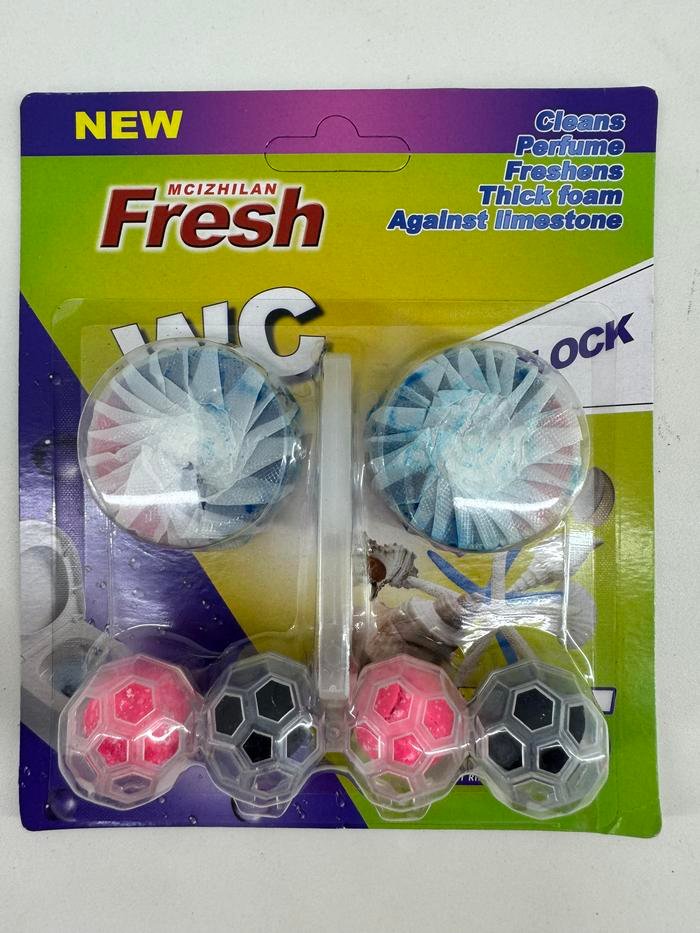 NEW
Cleans
Perfume
Freshens
Thick foam
Against limestone
MCIZHILAN
Fresh
WC
LOCK